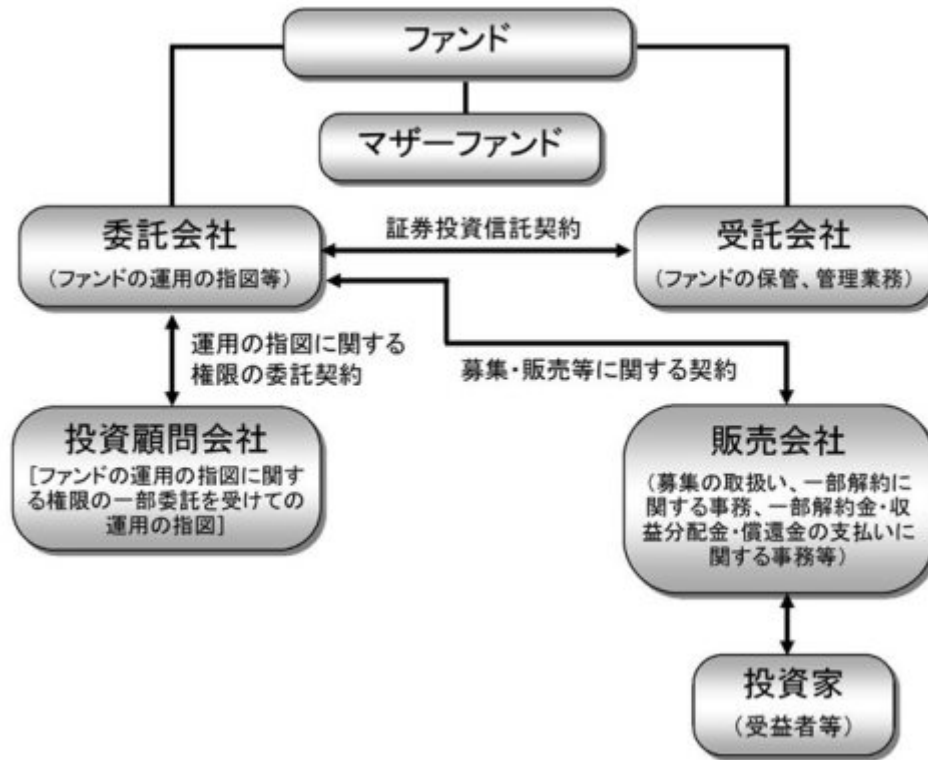 ファンド
マザーファンド
委託会社
(ファンドの運用の指図等)
証券投資信託契約
受託会社
(ファンドの保管、管理業務)
運用の指図に関する
権限の委託契約
募集・販売等に関する契約
投資顧問会社
[ファンドの運用の指図に関す
る権限の一部委託を受けての
運用の指図]
販売会社
(募集の取扱い、一部解約に
関する事務、一部解約金・収
益分配金・償還金の支払いに
関する事務等)
投資家
(受益者等)